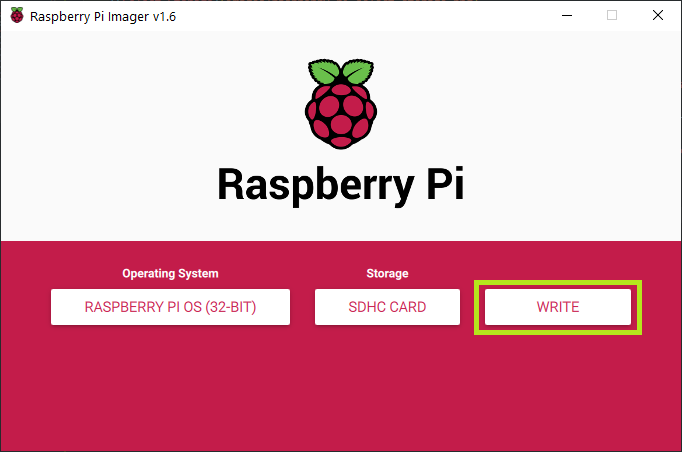 Raspberry Pi Imager v1.6
Raspberry Pi
Operating System
Storage
RASPBERRY PI OS (32-BIT)
SDHC CARD
WRITE